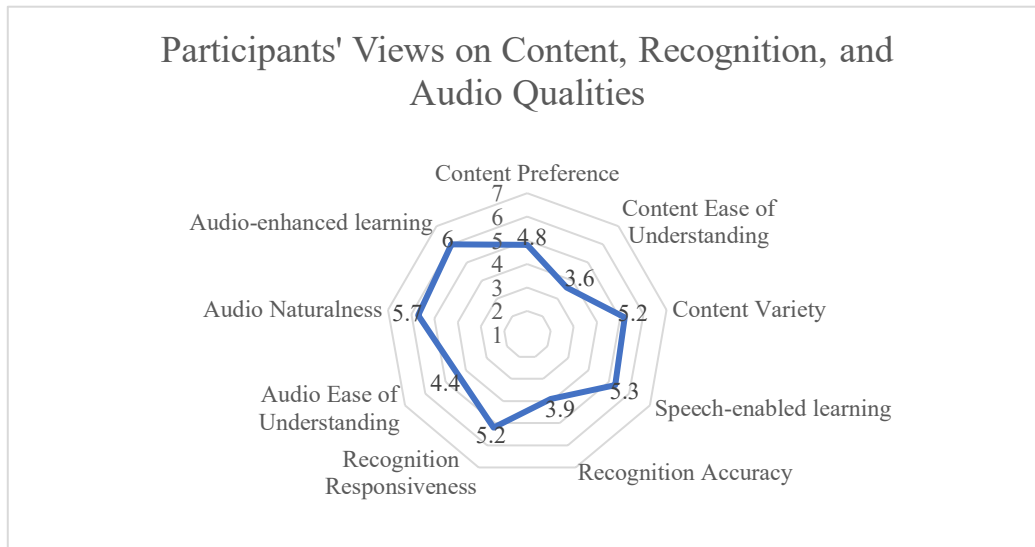 Participants' Views on Content, Recognition, and
Audio Qualities
Content Preference
7
6
5
4
3
2
1
4.8
Content Ease of
Understanding
3.6
Content Variety
5.2
Speech-enabled learning
5.3
Recognition Accuracy
3.9
Recognition
Responsiveness
5.2
Audio Ease of
Understanding
4.4
Audio Naturalness
5.7
Audio-enhanced learning
6